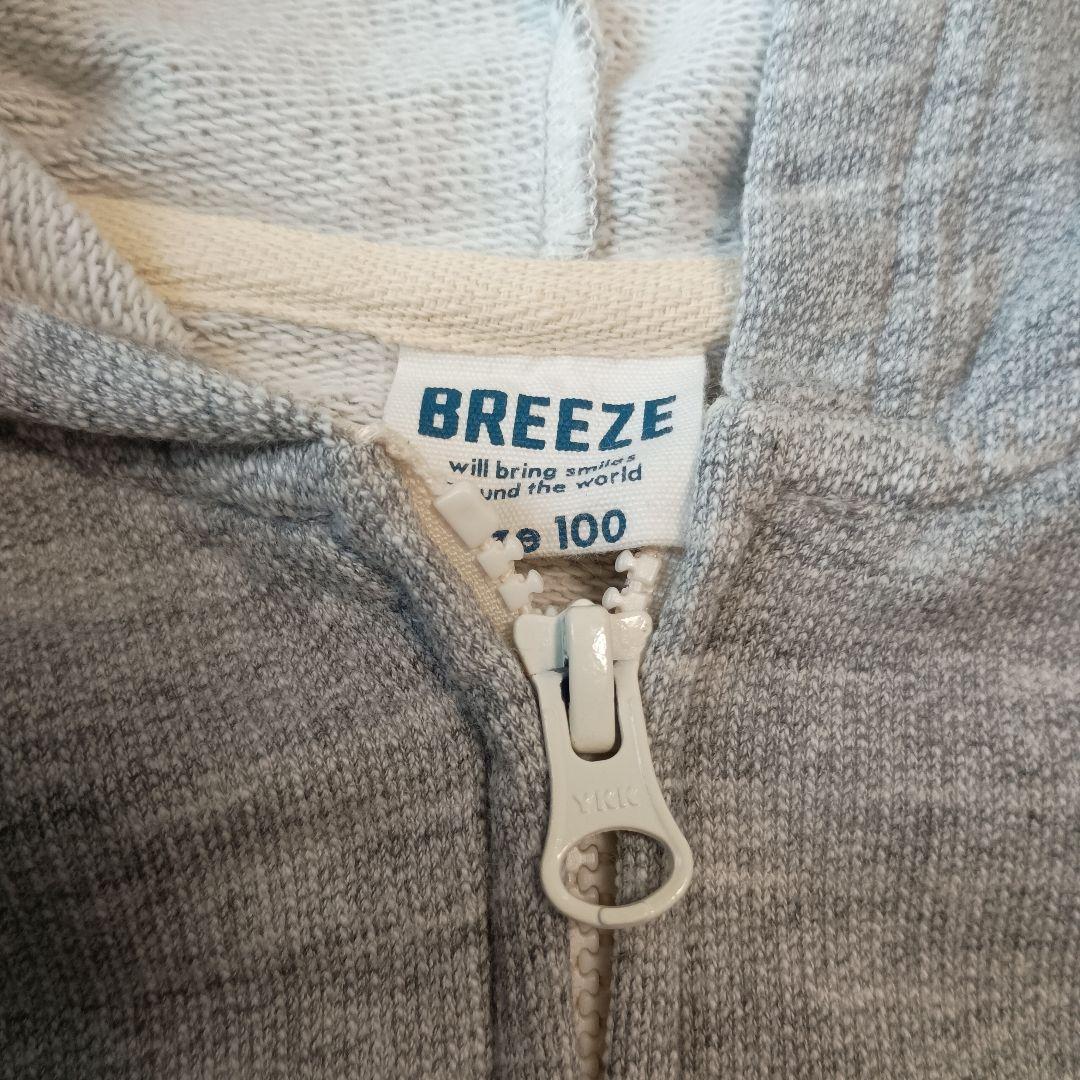 BREEZE
will bring smiles
the world
100
YKK